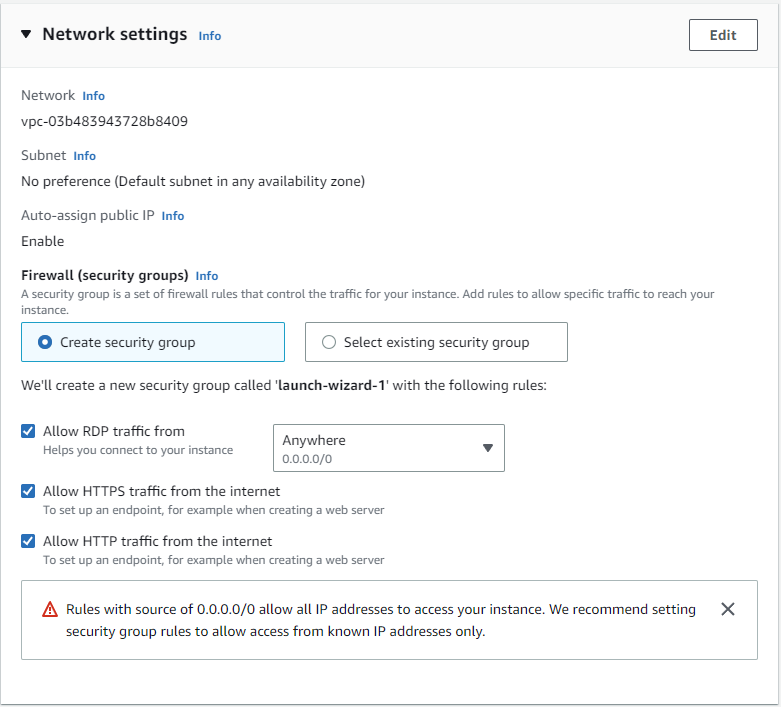 Network settings Info
Edit
Network Info
vpc-03b483943728b8409
Subnet Info
No preference (Default subnet in any availability zone)
Auto-assign public IP Info
Enable
Firewall (security groups) Info
A security group is a set of firewall rules that control the traffic for your instance. Add rules to allow specific traffic to reach your
instance.
Create security group
Select existing security group
We'll create a new security group called 'launch-wizard-1' with the following rules:
Allow RDP traffic from
Helps you connect to your instance
Anywhere
0.0.0.0/0
Allow HTTPS traffic from the internet
To set up an endpoint, for example when creating a web server
Allow HTTP traffic from the internet
To set up an endpoint, for example when creating a web server
Rules with source of 0.0.0.0/0 allow all IP addresses to access your instance. We recommend setting
security group rules to allow access from known IP addresses only.